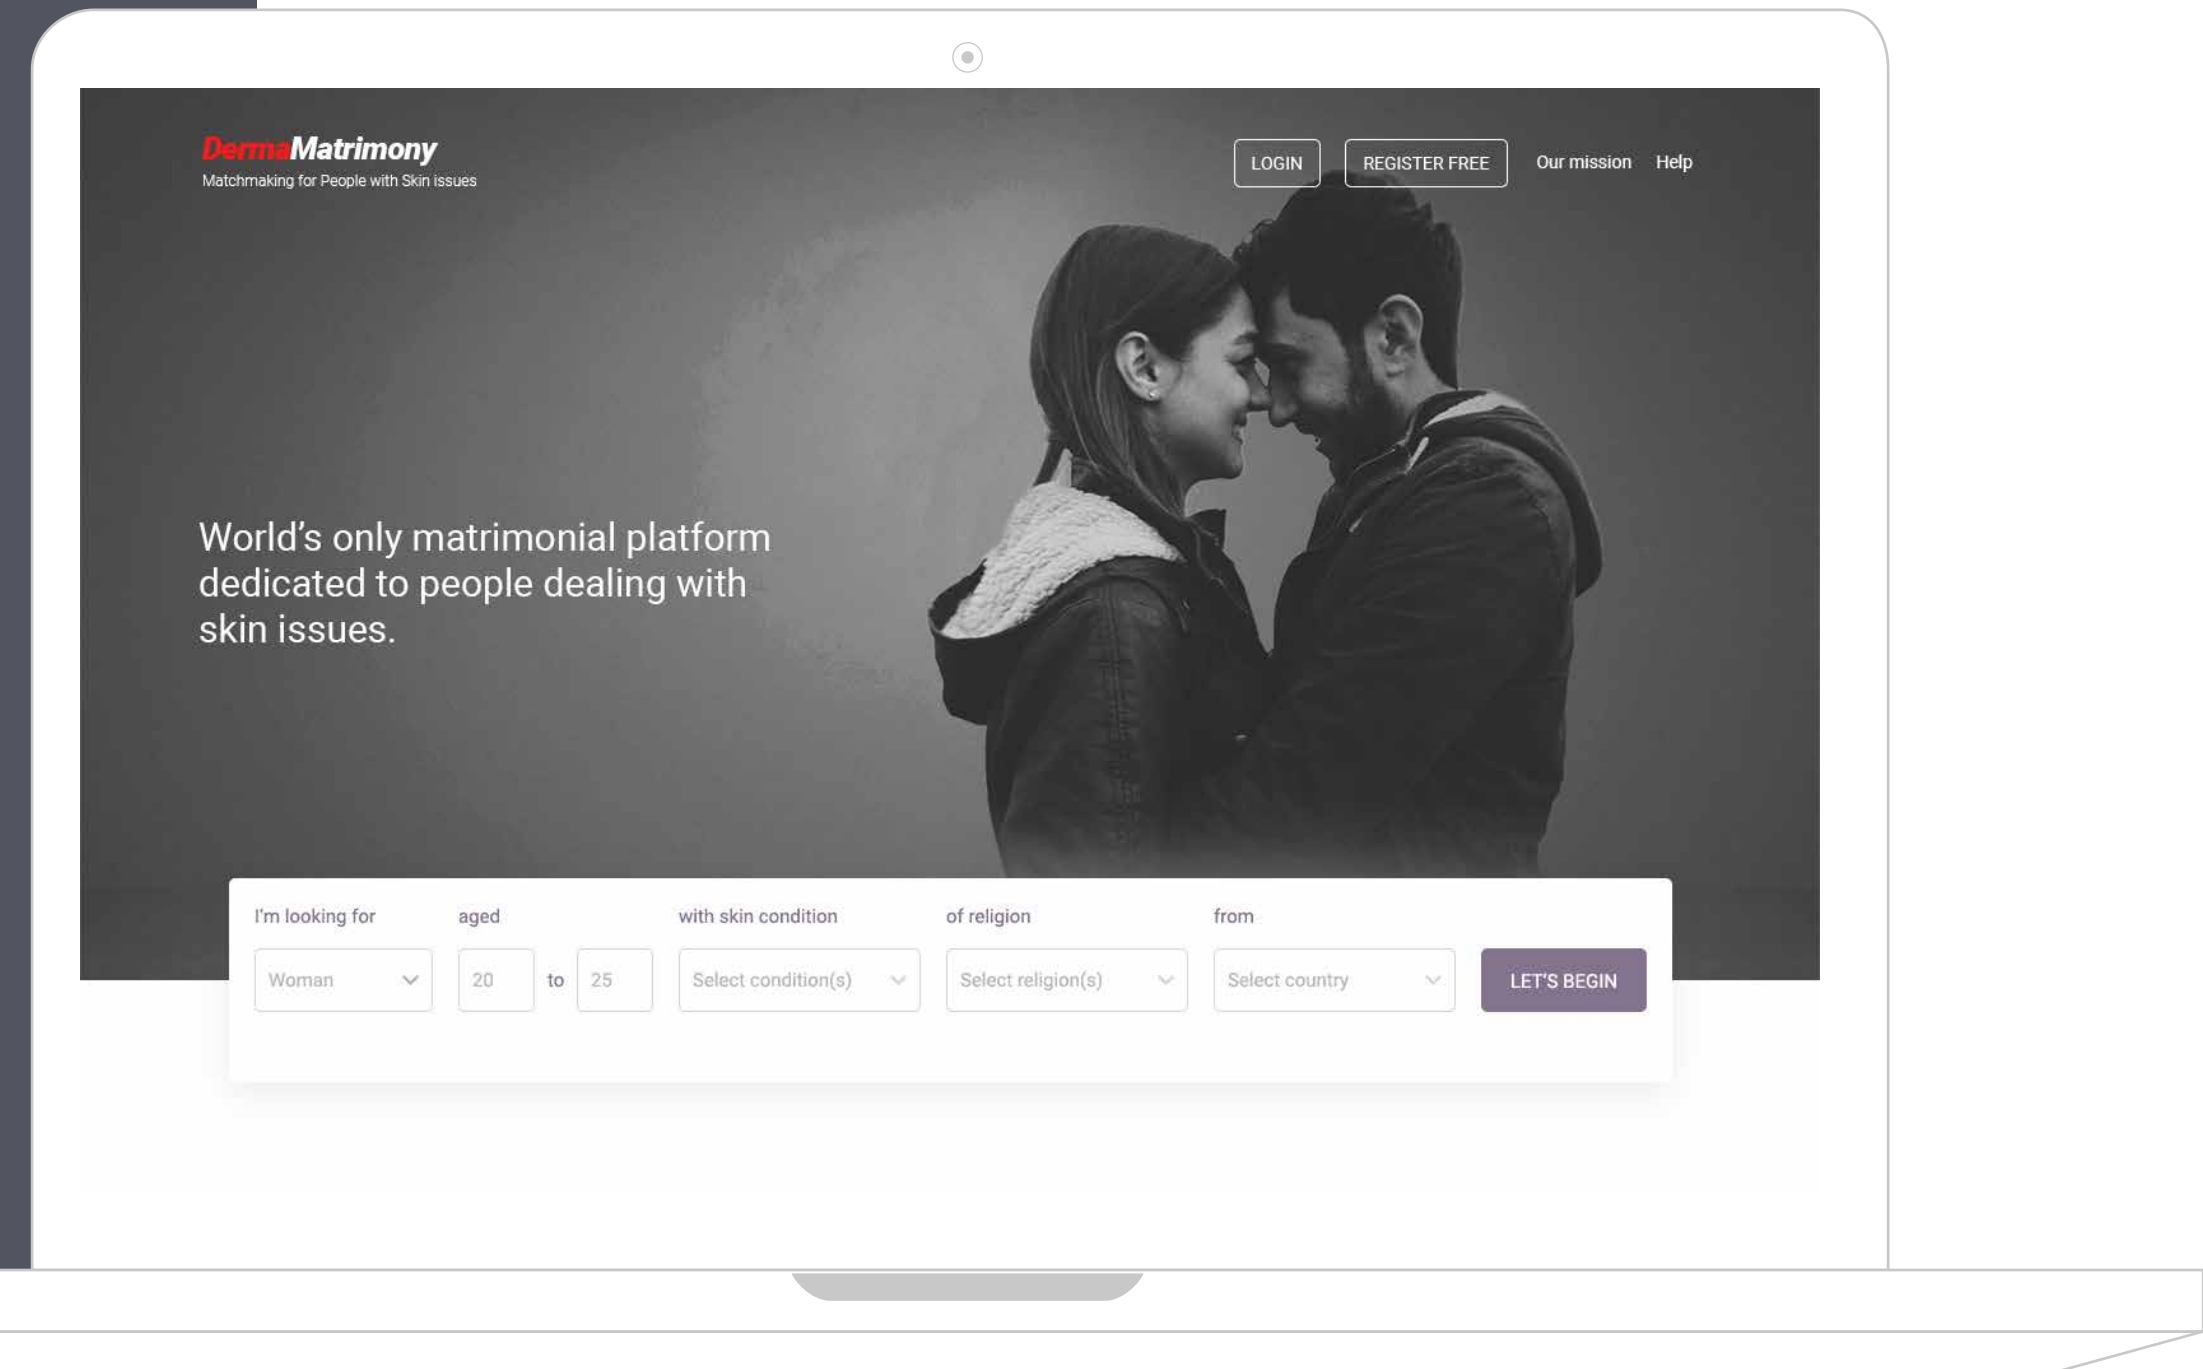 DermaMatrimony
Matchmaking for People with Skin issues
LOGIN
REGISTER FREE
Our mission
Help
World’s only matrimonial platform
dedicated to people dealing with
skin issues.
I'm looking for
aged
with skin condition
of religion
from
Woman
20
to
25
Select condition(s)
Select religion(s)
Select country
LET'S BEGIN